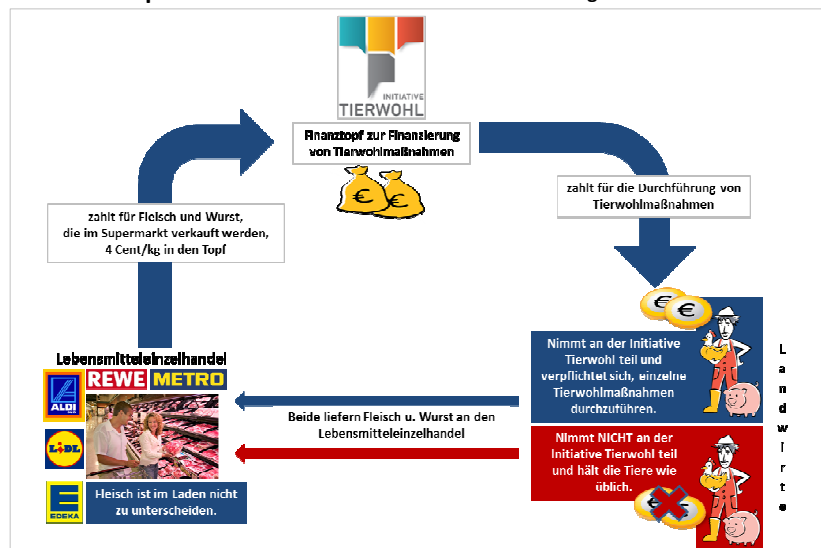 INITIATIVE
TIERWOHL
Finanztopf zur Finanzierung
von Tierwohlmaßnahmen
zahlt für die Durchführung von
Tierwohlmaßnahmen
zahlt für Fleisch und Wurst,
die im Supermarkt verkauft werden,
4 Cent/kg in den Topf
Lebensmitteleinzelhandel
ALDI
REWE
METRO
LIDL
EDEKA
Fleisch ist im Laden nicht
zu unterscheiden.
Beide liefern Fleisch u. Wurst an den
Lebensmitteleinzelhandel
Nimmt an der Initiative
Tierwohl teil und
verpflichtet sich, einzelne
Tierwohlmaßnahmen
durchzuführen.
Nimmt NICHT an der
Initiative Tierwohl teil
und hält die Tiere wie
üblich.
Landwirte